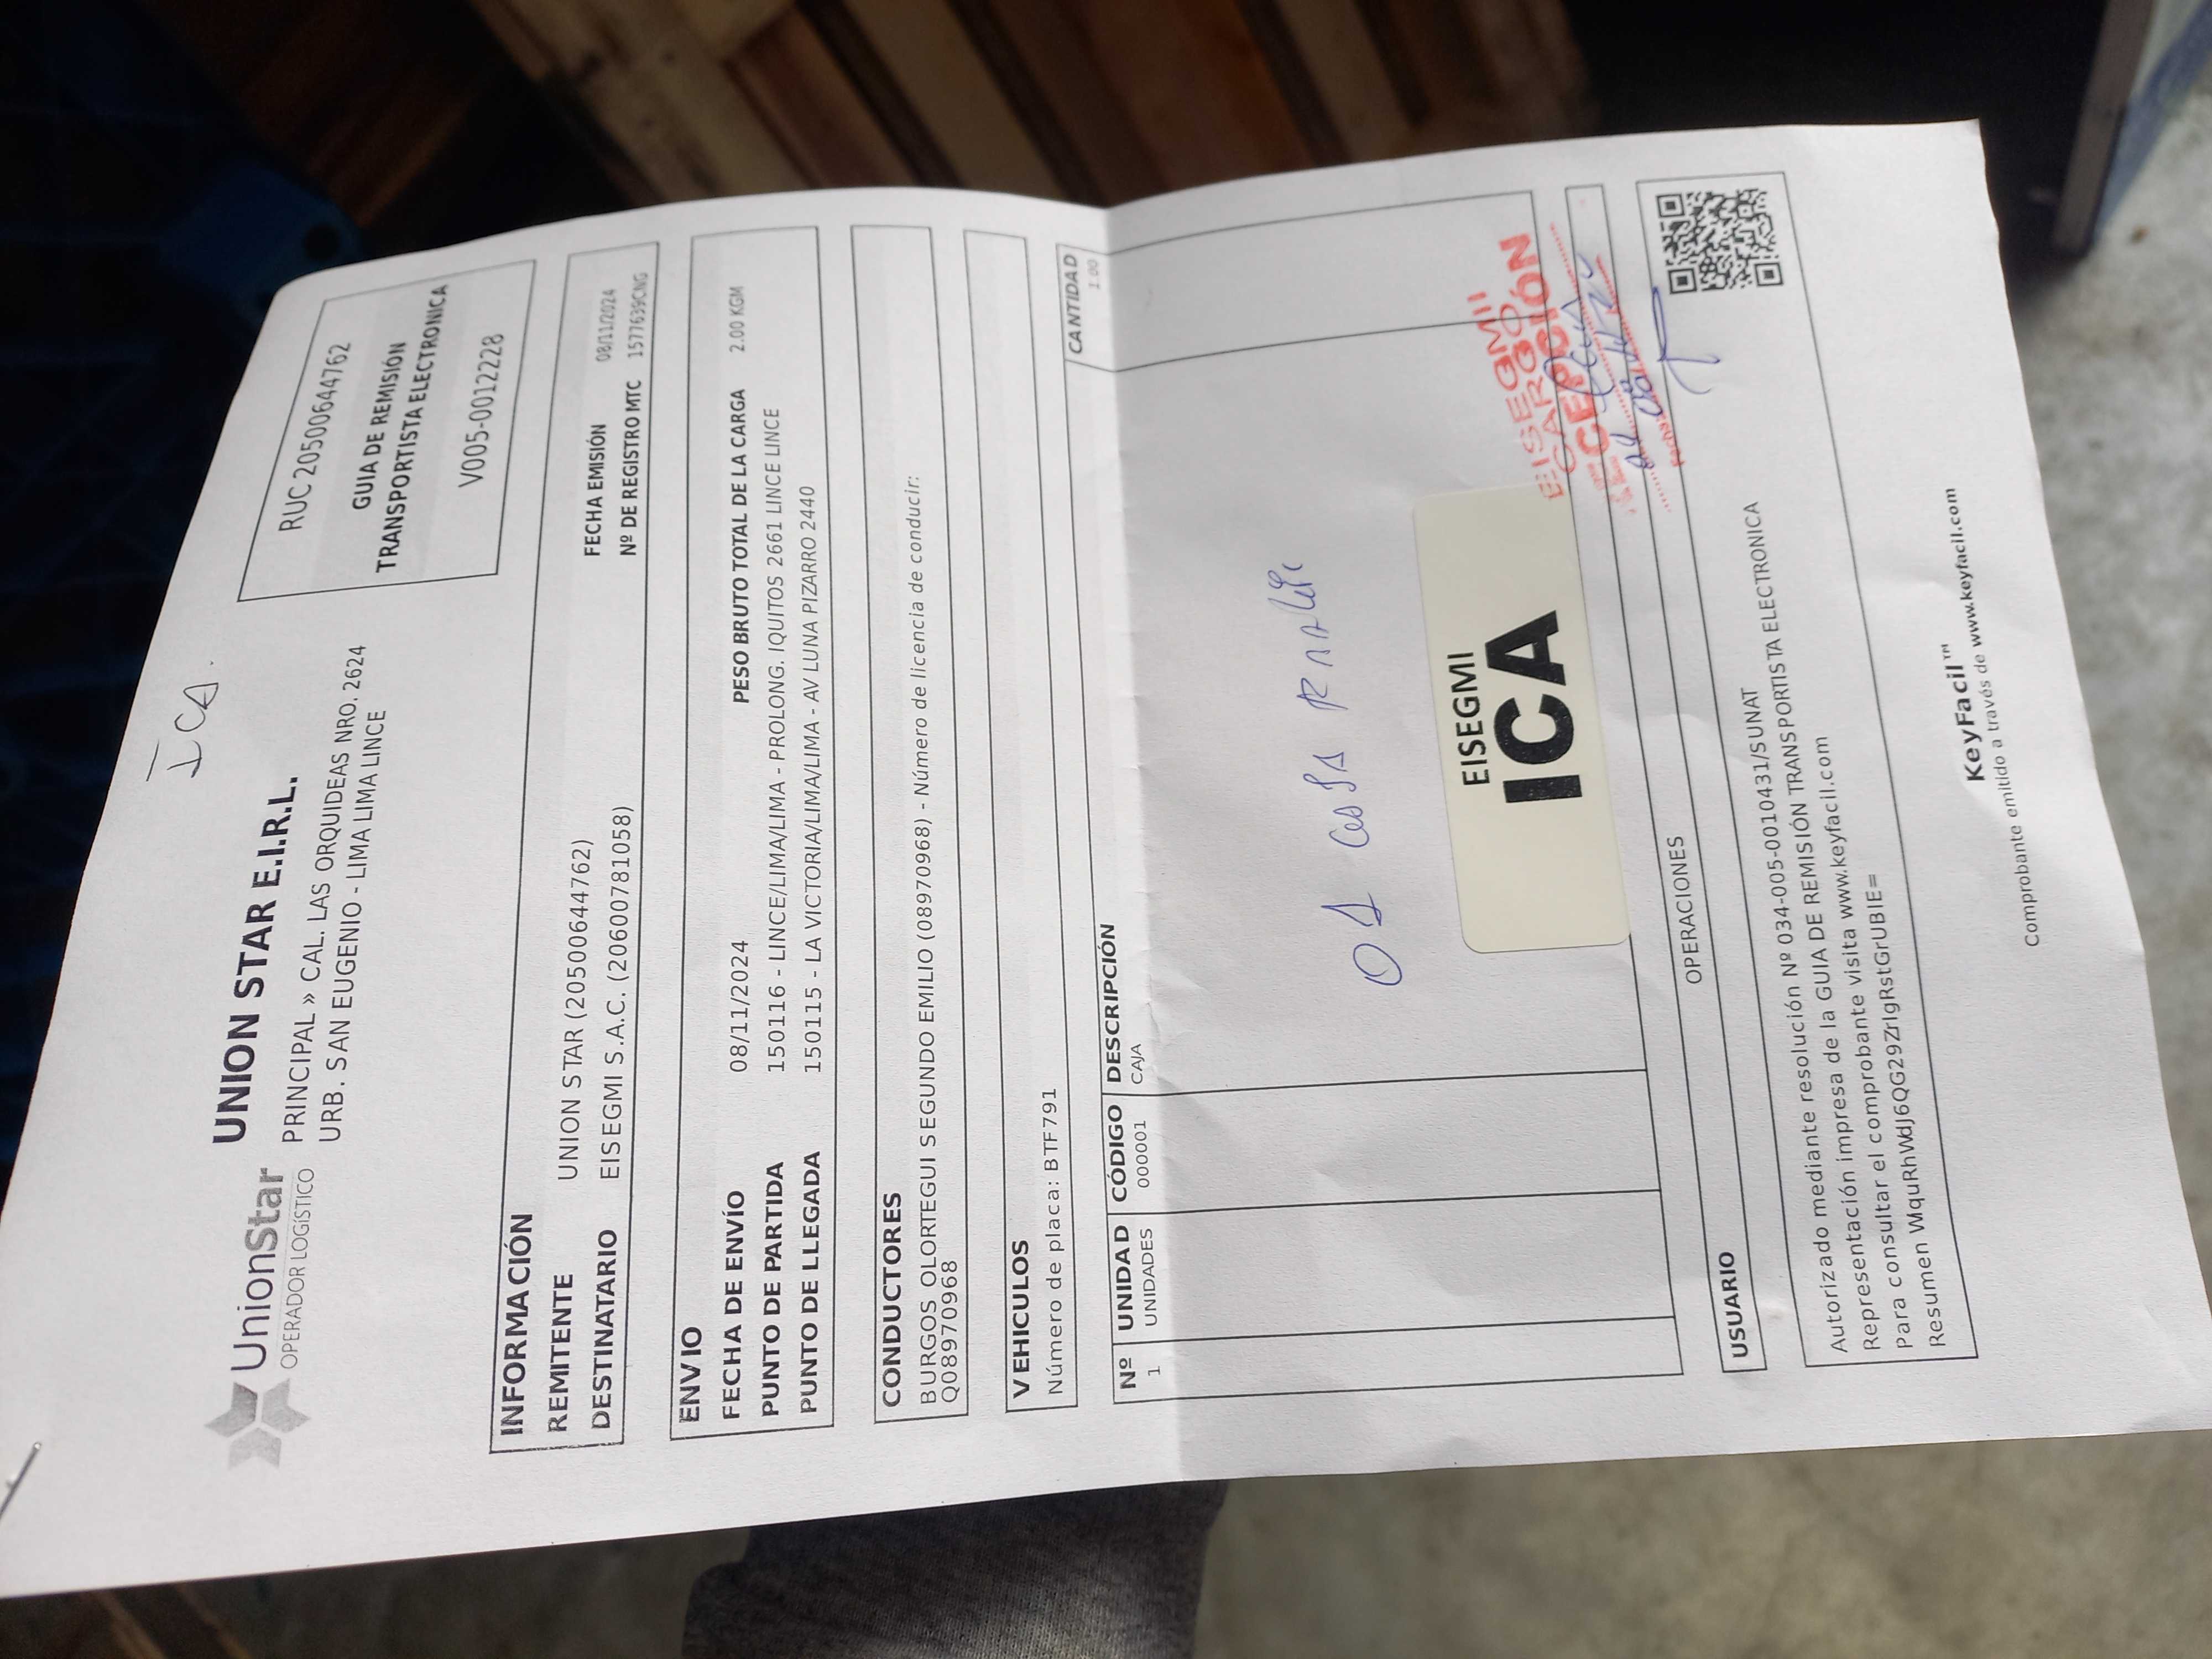 ICA.
UnionStar
OPERADOR LOGÍSTICO
UNION STAR E.I.R.L.
PRINCIPAL » CAL. LAS ORQUIDEAS NRO. 2624
URB. SAN EUGENIO - LIMA LIMA LINCE
RUC 20500644762
GUIA DE REMISIÓN
TRANSPORTISTA ELECTRONICA
V005-0012228
INFORMACIÓN
REMITENTE UNION STAR (20500644762) FECHA EMISIÓN 08/11/2024
DESTINATARIO EISEGMI S.A.C. (20600781058) Nº DE REGISTRO MTC 1577639CNG
ENVIO
FECHA DE ENVÍO 08/11/2024 PESO BRUTO TOTAL DE LA CARGA 2.00 KGM
PUNTO DE PARTIDA 150116 - LINCE/LIMA/LIMA - PROLONG. IQUITOS 2661 LINCE LINCE
PUNTO DE LLEGADA 150115 - LA VICTORIA/LIMA/LIMA - AV LUNA PIZARRO 2440
CONDUCTORES
BURGOS OLORTEGUI SEGUNDO EMILIO (08970968) - Número de licencia de conducir:
Q08970968
VEHICULOS
Número de placa: BTF791
Nº UNIDAD CÓDIGO DESCRIPCIÓN CANTIDAD
1 UNIDADES 000001 CAJA 1.00
01
EISEGMI
ICA
EISEGMI
CARGO
RECEPCIÓN
Fecha
OPERACIONES
USUARIO
Autorizado mediante resolución Nº 034-005-0010431/SUNAT
Representación impresa de la GUIA DE REMISIÓN TRANSPORTISTA ELECTRONICA
Para consultar el comprobante visita www.keyfacil.com
Resumen WquRhWdJ6QG29ZrIgRstGrUBIE=
KeyFacil™
Comprobante emitido a través de www.keyfacil.com